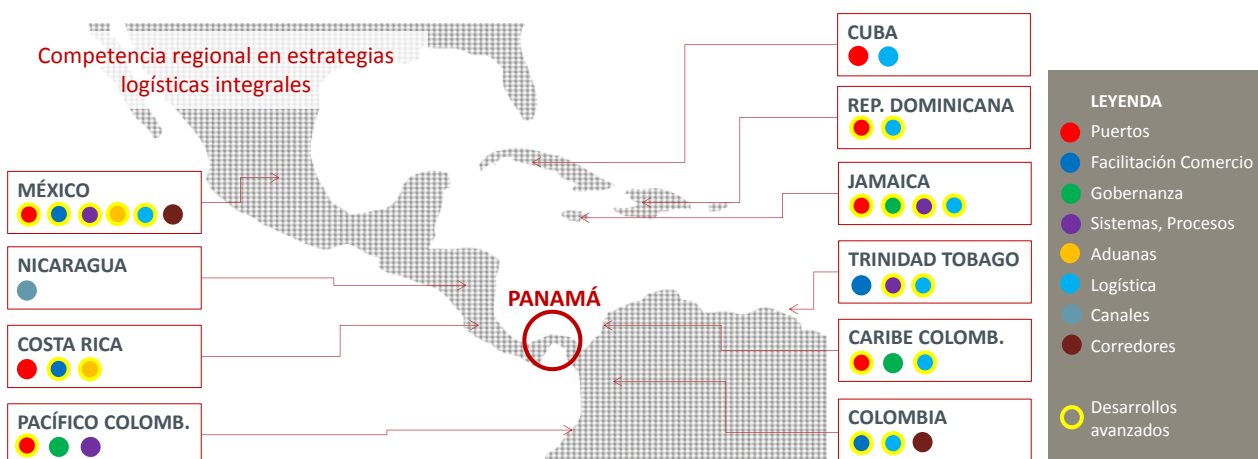 Competencia regional en estrategias
logísticas integrales
MÉXICO
NICARAGUA
COSTA RICA
PACÍFICO COLOMB.
PANAMÁ
CUBA
REP. DOMINICANA
JAMAICA
TRINIDAD TOBAGO
CARIBE COLOMB.
COLOMBIA
LEYENDA
Puertos
Facilitación Comercio
Gobernanza
Sistemas, Procesos
Aduanas
Logística
Canales
Corredores
Desarrollos
avanzados